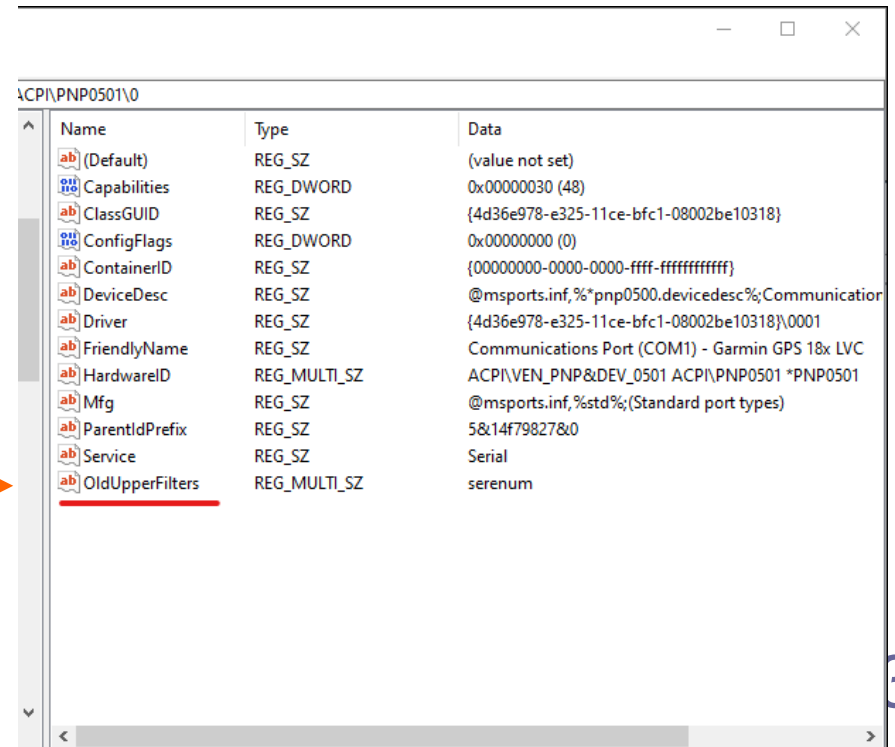 ACPI\PNP0501\0
Name Type Data
(Default) REG_SZ (value not set)
Capabilities REG_DWORD 0x00000030 (48)
ClassGUID REG_SZ {4d36e978-e325-11ce-bfc1-08002be10318}
ConfigFlags REG_DWORD 0x00000000 (0)
ContainerID REG_SZ {00000000-0000-0000-ffff-ffffffffffff}
DeviceDesc REG_SZ @msports.inf,%*pnp0500.devicedesc%;Communication
Driver REG_SZ {4d36e978-e325-11ce-bfc1-08002be10318}\0001
FriendlyName REG_SZ Communications Port (COM1) - Garmin GPS 18x LVC
HardwareID REG_MULTI_SZ ACPI\VEN_PNP&DEV_0501 ACPI\PNP0501 *PNP0501
Mfg REG_SZ @msports.inf,%std%;(Standard port types)
ParentIdPrefix REG_SZ 5&14f79827&0
Service REG_SZ Serial
OldUpperFilters REG_MULTI_SZ serenum